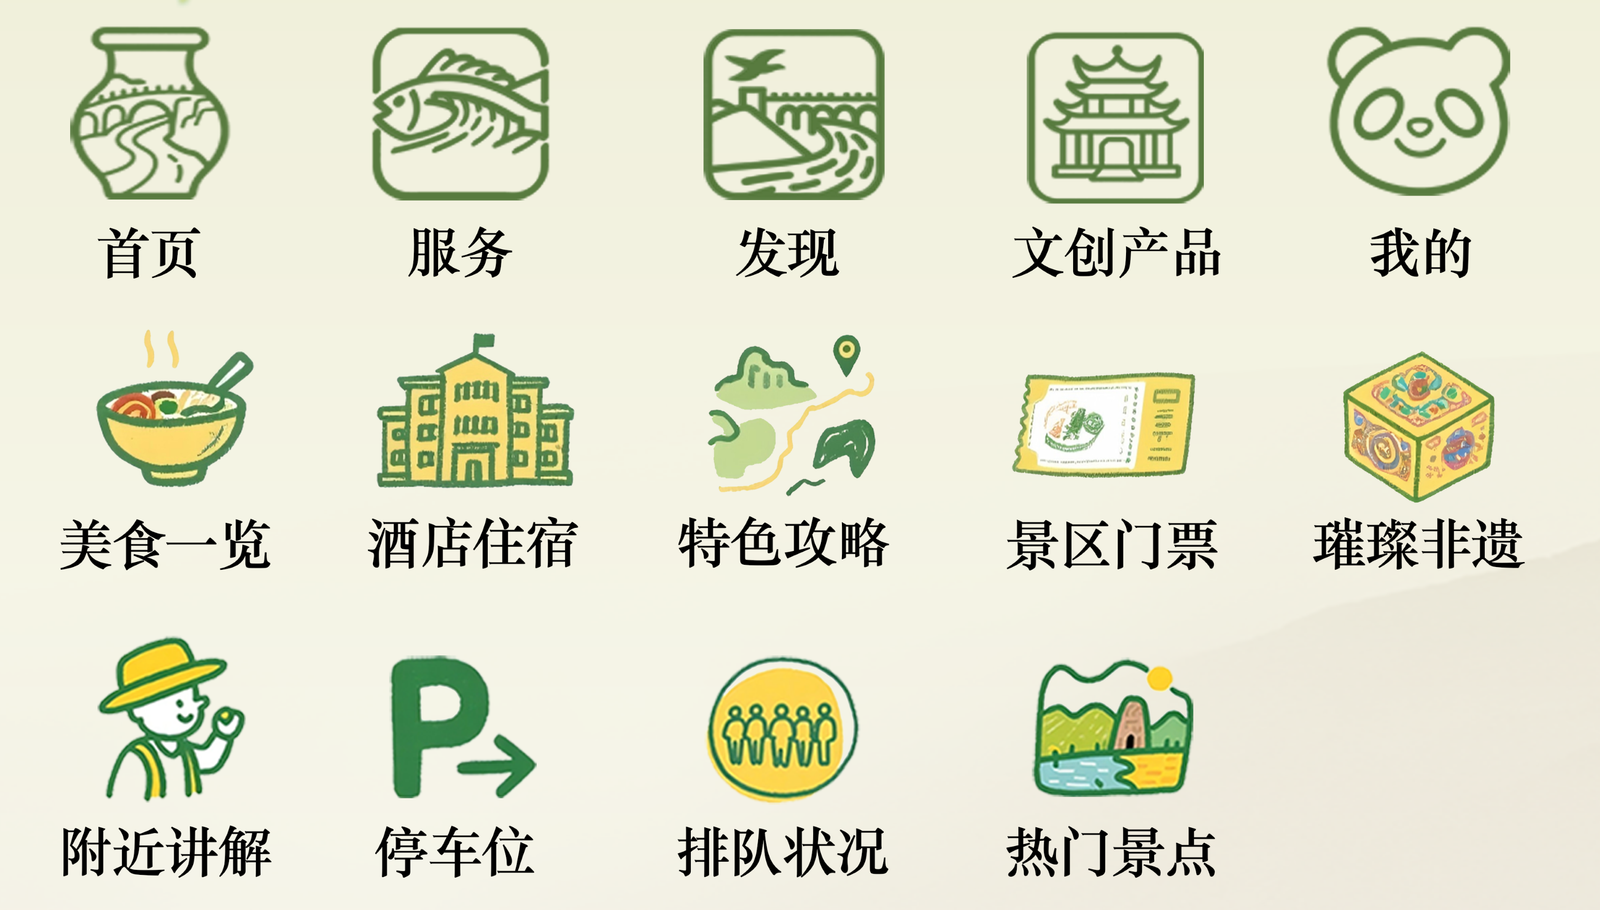 首页 服务 发现 文创产品 我的
美食一览 酒店住宿 特色攻略 景区门票 璀璨非遗
P
附近讲解 停车位 排队状况 热门景点